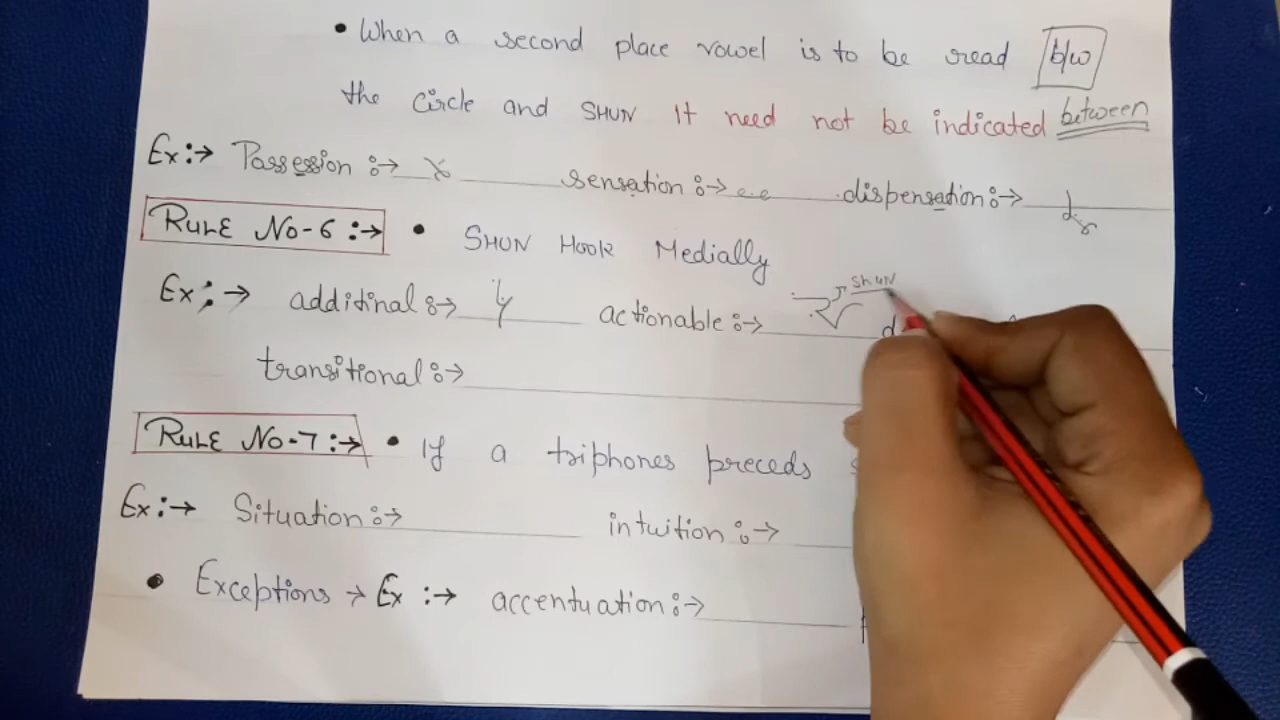 • When a second place vowel is to be read b/w
the circle and SHUN It need not be indicated between
Ex:→ Possession :→ sensation :→ dispensation :→
RULE No-6 :→ • SHUN Hook Medially
Ex;→ additinal :→ actionable :→ SHUN
transitional :→
RULE No-7 :→ • If a triphones preceds
Ex:→ Situation :→ intuition :→
• Exceptions → Ex :→ accentuation :→